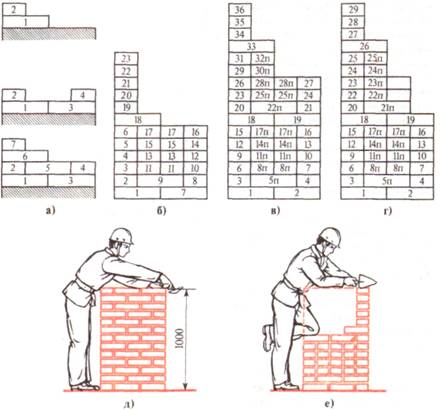 2
1
2 4
1 3
7
6
2 5 4
1 3
а)
23
22
21
20
19
18
6 17 17 16
5 15 15 14
4 13 13 12
3 11 11 10
2 9 8
1 7
б)
36
35
34
33
31 32п
29 30п
26 28п 28п 27
23 25п 25п 24
20 22п 21
18 19
15 17п 17п 16
12 14п 14п 13
9 11п 11п 10
6 8п 8п 7
3 5п 4
1 2
в)
29
28
27
26
25 25п
24 24п
23 23п
22 22п
20 21п
18 19
15 17п 17п 16
12 14п 14п 13
9 11п 11п 10
6 8п 8п 7
3 5п 4
1 2
г)
1000
д)
е)